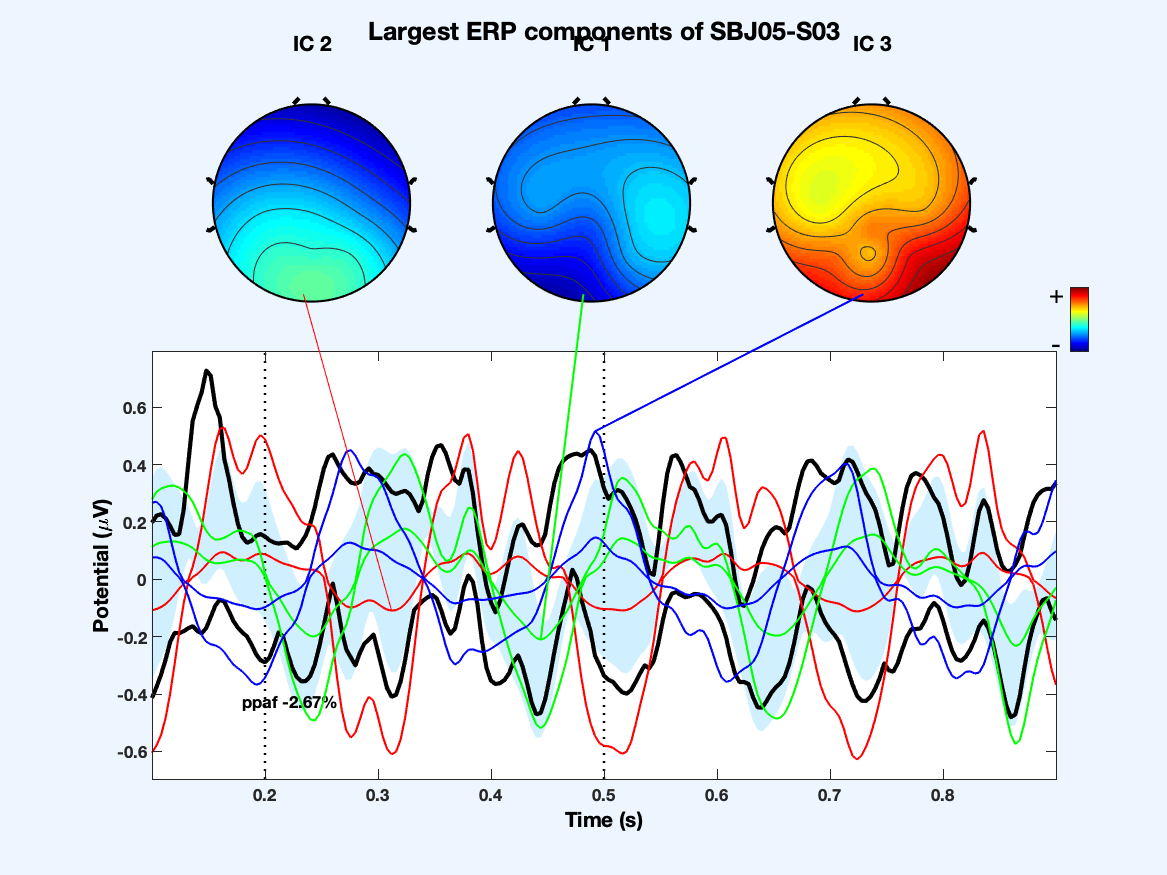 Largest ERP components of SBJ05-S03
IC 2
IC 1
IC 3
+
-
0.6
0.4
0.2
0
-0.2
-0.4
-0.6
Potential (μV)
ppaf -2.67%
0.2
0.3
0.4
0.5
0.6
0.7
0.8
Time (s)